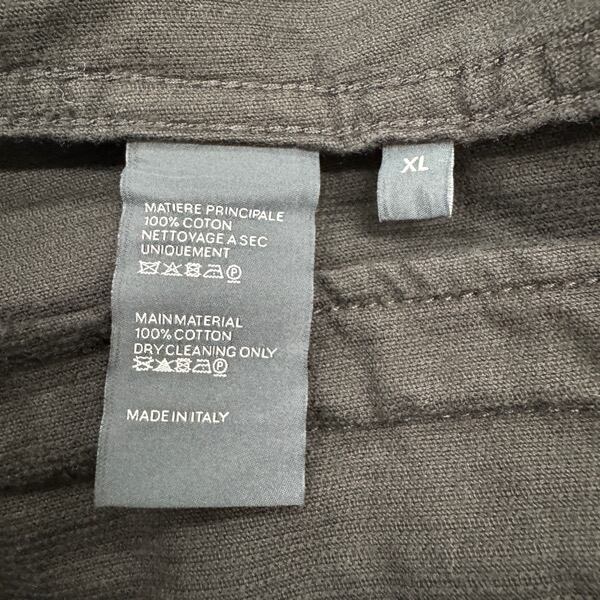 XL
MATIERE PRINCIPALE
100% COTON
NETTOYAGE A SEC
UNIQUEMENT
P
MAIN MATERIAL
100% COTTON
DRY CLEANING ONLY
P
MADE IN ITALY